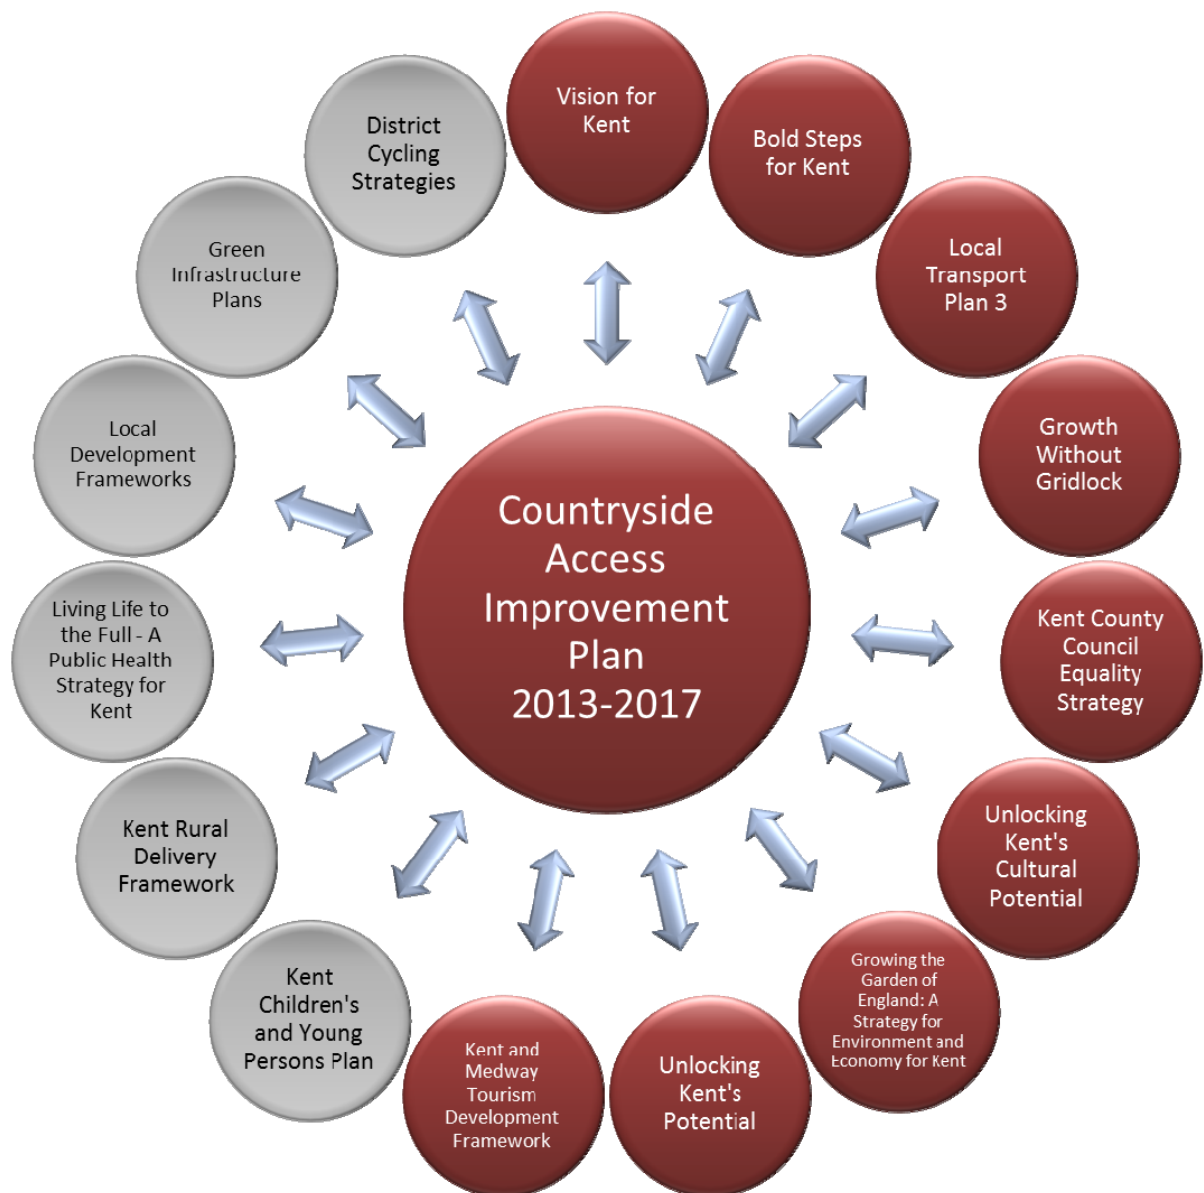 Vision for
Kent
Bold Steps
for Kent
Local
Transport
Plan 3
Growth
Without
Gridlock
Kent County
Council
Equality
Strategy
Unlocking
Kent's
Cultural
Potential
Growing the
Garden of
England: A
Strategy for
Environment and
Economy for Kent
Unlocking
Kent's
Potential
Kent and
Medway
Tourism
Development
Framework
Kent
Children's
and Young
Persons Plan
Kent Rural
Delivery
Framework
Living Life to
the Full - A
Public Health
Strategy for
Kent
Local
Development
Frameworks
Green
Infrastructure
Plans
District
Cycling
Strategies
Countryside
Access
Improvement
Plan
2013-2017